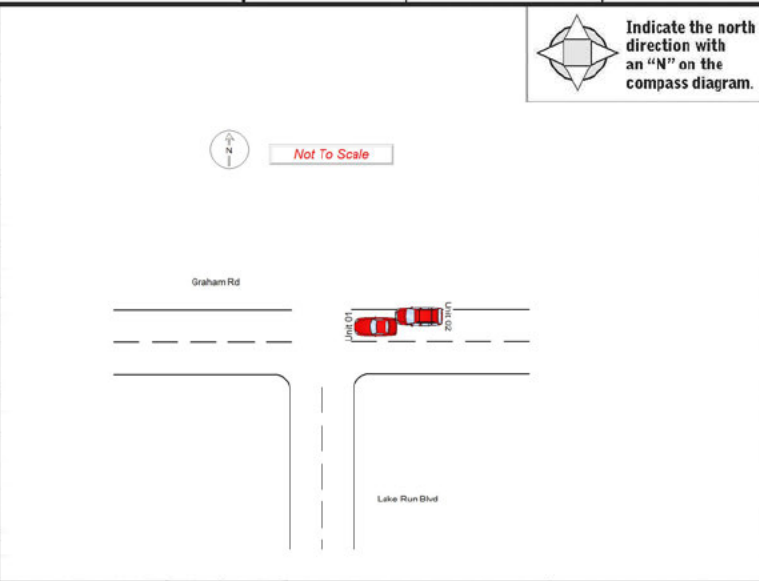 Indicate the north
direction with
an “N” on the
compass diagram.
N
Not To Scale
Graham Rd
Unit 01
Unit 02
Lake Run Blvd